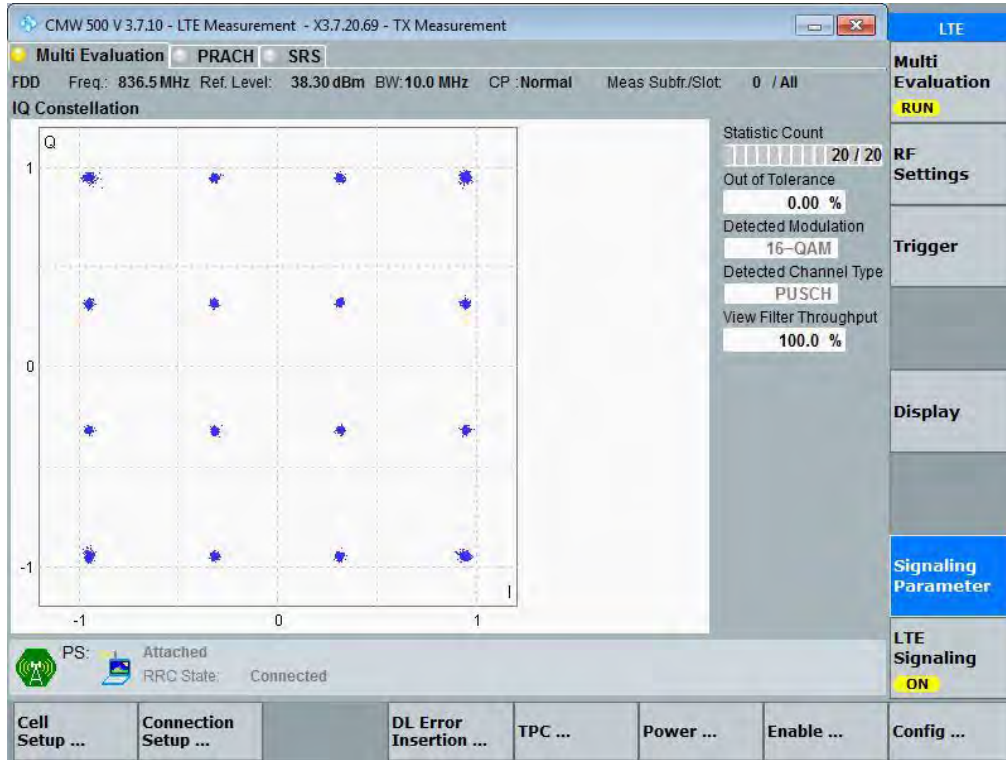 CMW 500 V 3.7.10 - LTE Measurement - X3.7.20.69 - TX Measurement
LTE
Multi Evaluation PRACH SRS
FDD Freq.: 836.5 MHz Ref. Level: 38.30 dBm BW: 10.0 MHz CP : Normal Meas Subfr./Slot: 0 / All
IQ Constellation
Q
1
0
-1
-1 0 1
I
Statistic Count
20 / 20
Out of Tolerance
0.00 %
Detected Modulation
16-QAM
Detected Channel Type
PUSCH
View Filter Throughput
100.0 %
Multi
Evaluation
RUN
RF
Settings
Trigger
Display
Signaling
Parameter
LTE
Signaling
ON
PS: Attached
RRC State: Connected
Cell
Setup ...
Connection
Setup ...
DL Error
Insertion ...
TPC ...
Power ...
Enable ...
Config ...